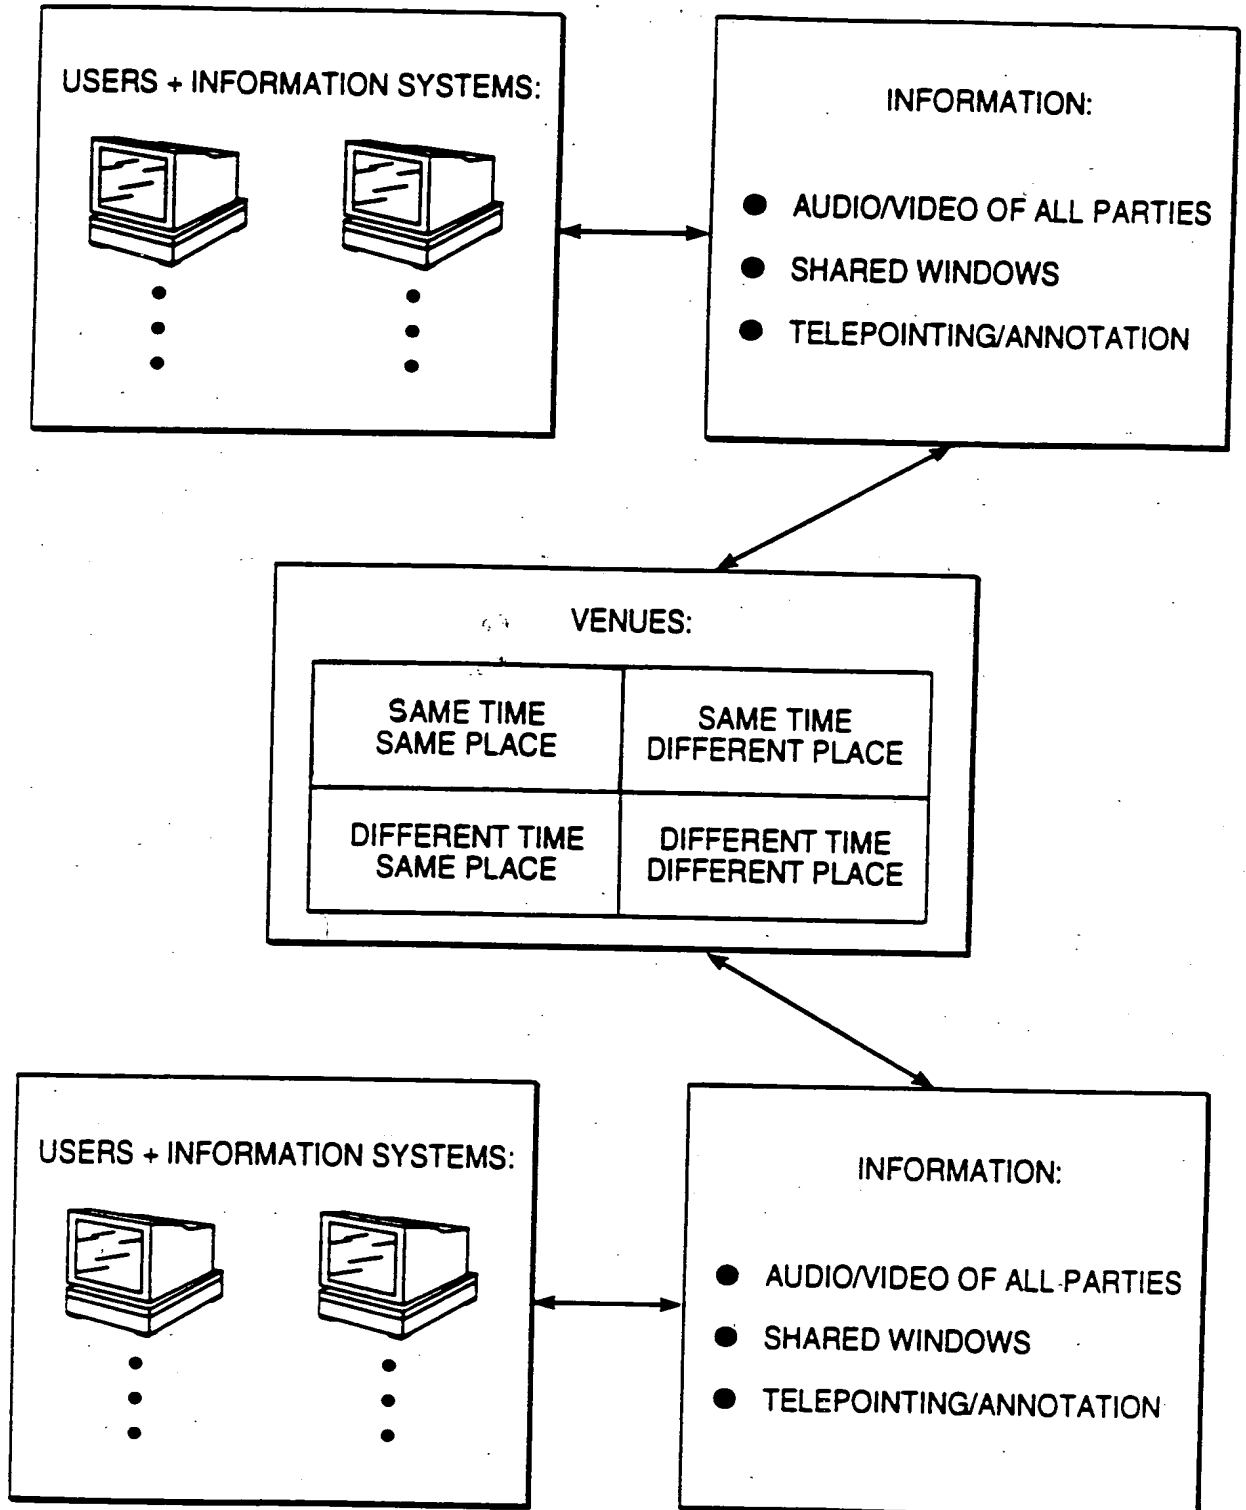 USERS + INFORMATION SYSTEMS:
INFORMATION:
● AUDIO/VIDEO OF ALL PARTIES
● SHARED WINDOWS
● TELEPOINTING/ANNOTATION
VENUES:
SAME TIME
SAME PLACE
SAME TIME
DIFFERENT PLACE
DIFFERENT TIME
SAME PLACE
DIFFERENT TIME
DIFFERENT PLACE
USERS + INFORMATION SYSTEMS:
INFORMATION:
● AUDIO/VIDEO OF ALL PARTIES
● SHARED WINDOWS
● TELEPOINTING/ANNOTATION